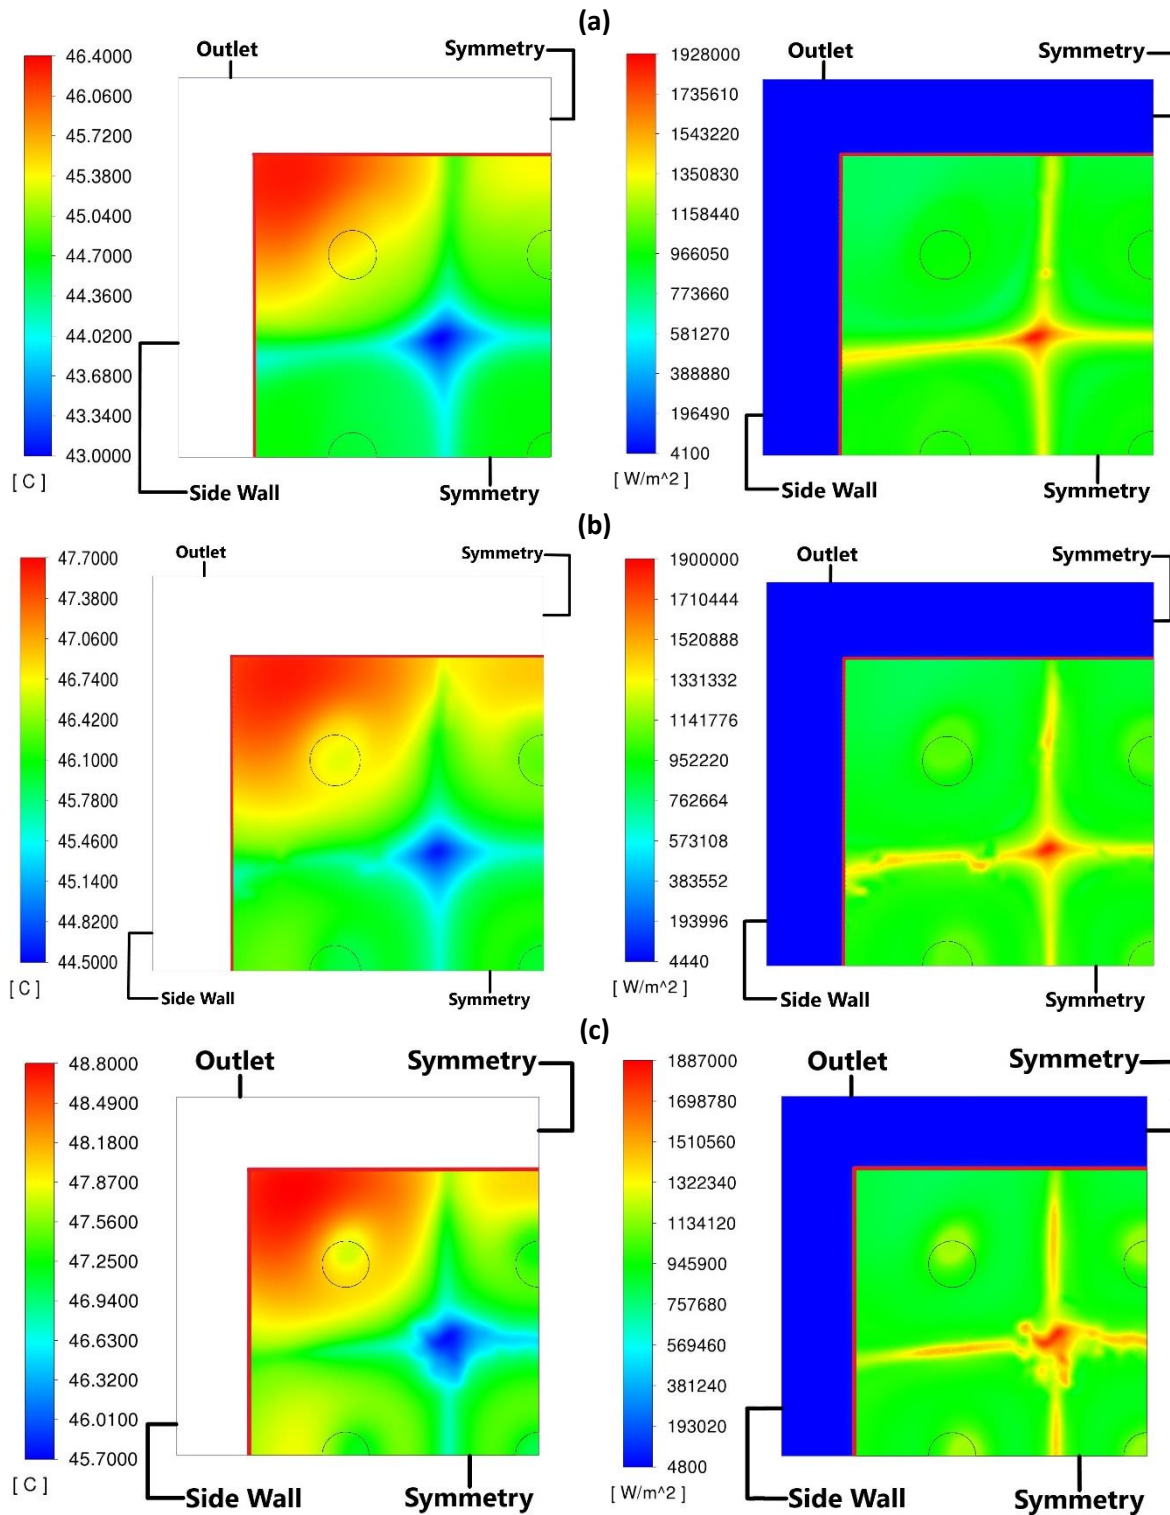 (a)
Outlet
Symmetry
46.4000
46.0600
45.7200
45.3800
45.0400
44.7000
44.3600
44.0200
43.6800
43.3400
43.0000
[ C ]
Side Wall
Symmetry
Outlet
Symmetry
1928000
1735610
1543220
1350830
1158440
966050
773660
581270
388880
196490
4100
[ W/m^2 ]
Side Wall
Symmetry
(b)
Outlet
Symmetry
47.7000
47.3800
47.0600
46.7400
46.4200
46.1000
45.7800
45.4600
45.1400
44.8200
44.5000
[ C ]
Side Wall
Symmetry
Outlet
Symmetry
1900000
1710444
1520888
1331332
1141776
952220
762664
573108
383552
193996
4440
[ W/m^2 ]
Side Wall
Symmetry
(c)
Outlet
Symmetry
48.8000
48.4900
48.1800
47.8700
47.5600
47.2500
46.9400
46.6300
46.3200
46.0100
45.7000
[ C ]
Side Wall
Symmetry
Outlet
Symmetry
1887000
1698780
1510560
1322340
1134120
945900
757680
569460
381240
193020
4800
[ W/m^2 ]
Side Wall
Symmetry